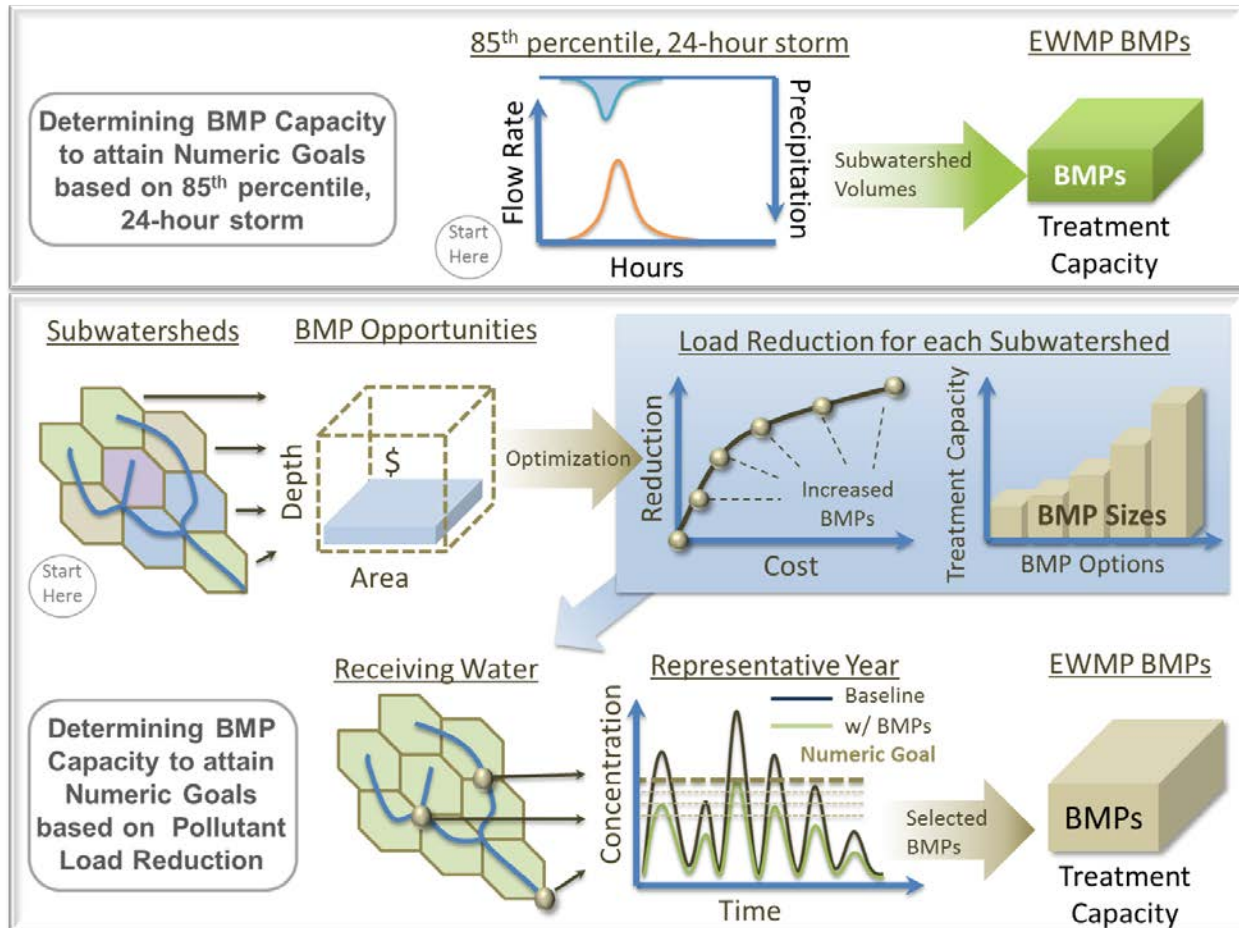 85th percentile, 24-hour storm
EWMP BMPs
Determining BMP Capacity
to attain Numeric Goals
based on 85th percentile,
24-hour storm
Start
Here
Flow Rate
Precipitation
Hours
Subwatershed
Volumes
BMPs
Treatment
Capacity
Subwatersheds
BMP Opportunities
Load Reduction for each Subwatershed
Start
Here
Depth
$
Area
Optimization
Reduction
Increased
BMPs
Cost
Treatment Capacity
BMP Sizes
BMP Options
Receiving Water
Representative Year
EWMP BMPs
Determining BMP
Capacity to attain
Numeric Goals
based on Pollutant
Load Reduction
Baseline
w/ BMPs
Numeric Goal
Concentration
Time
Selected
BMPs
BMPs
Treatment
Capacity